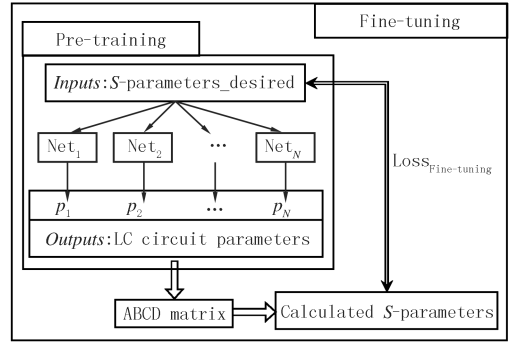 Fine-tuning
Pre-training
Inputs:S-parameters_desired
Net1 Net2 … NetN
LossFine-tuning
p1 p2 … pN
Outputs:LC circuit parameters
ABCD matrix
Calculated S-parameters